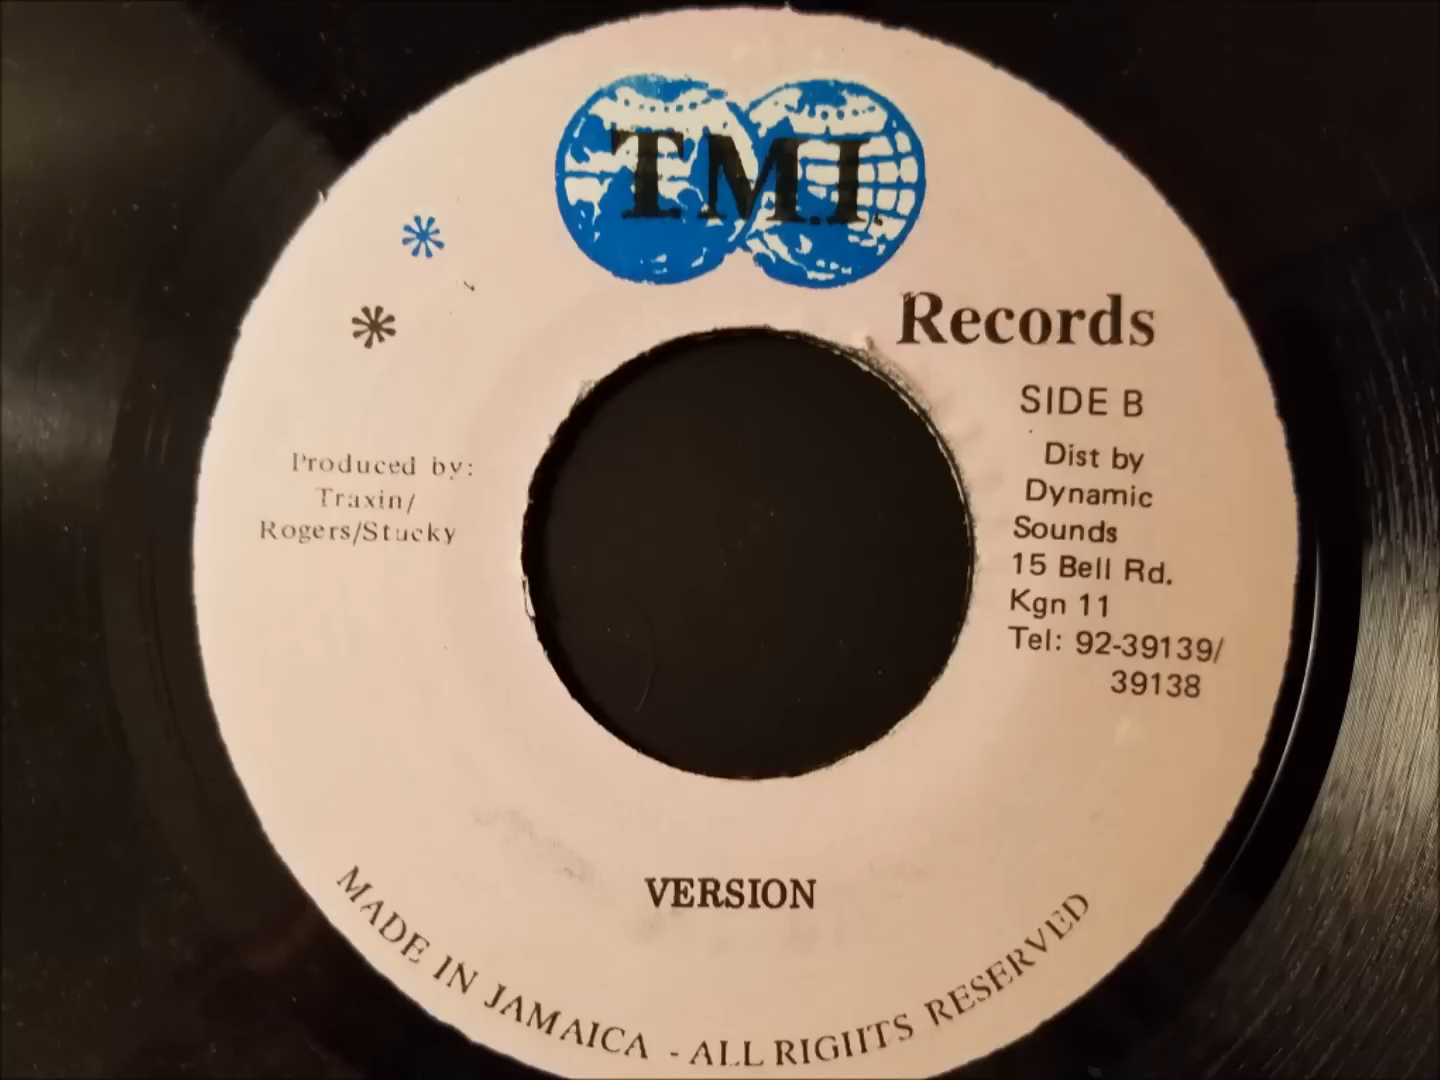 T.M.I.
Records
SIDE B
Dist by
Dynamic
Sounds
15 Bell Rd.
Kgn 11
Tel: 92-39139/
39138
Produced by:
Traxin/
Rogers/Stucky
VERSION
MADE IN JAMAICA - ALL RIGHTS RESERVED